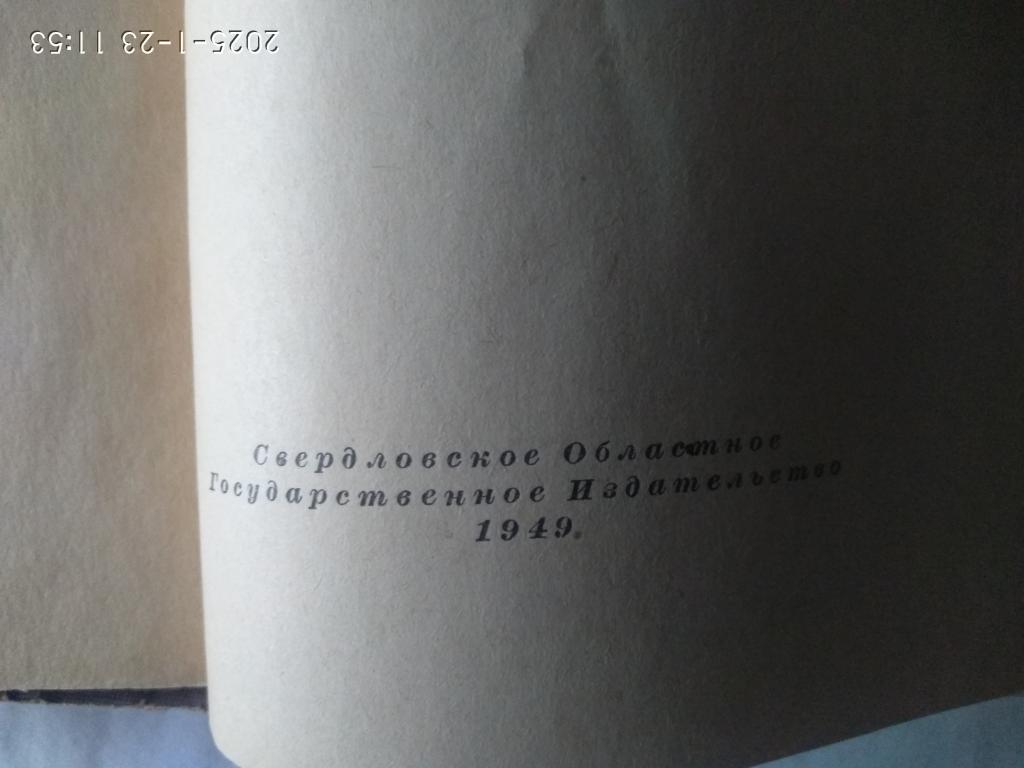 2025-1-23 11:53
Свердловское Областное
Государственное Издательство
1949.